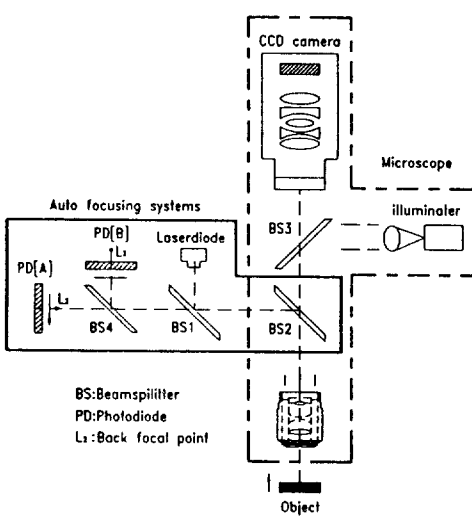 CCD camera
Microscope
illuminaler
BS3
Auto focusing systems
PD(B)
L₂
Laserdiode
PD(A)
L₂
BS4
BS1
BS2
BS:Beamspilitter
PD:Photodiode
L₂:Back focal point
Object